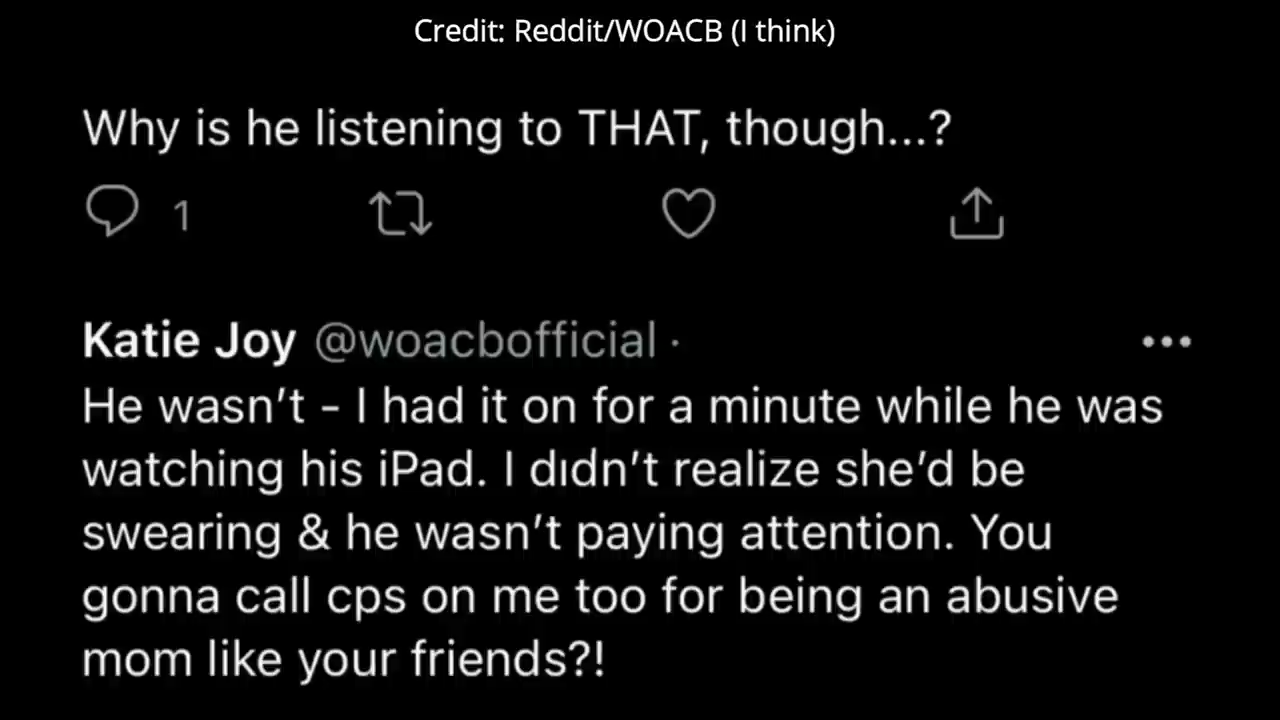 Credit: Reddit/WOACB (I think)
Why is he listening to THAT, though...?
1
Katie Joy @woacbofficial ·
He wasn't - I had it on for a minute while he was
watching his iPad. I didn't realize she'd be
swearing & he wasn't paying attention. You
gonna call cps on me too for being an abusive
mom like your friends?!